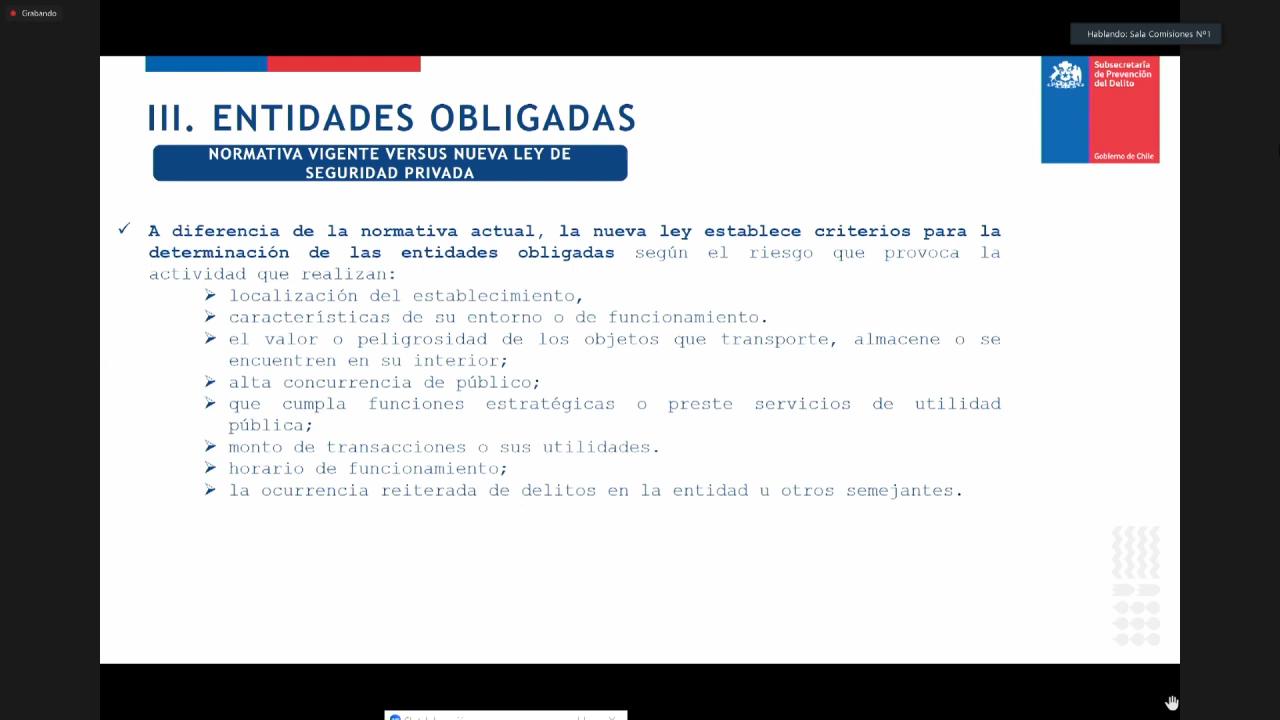 Grabando
Hablando: Sala Comisiones Nº1
Subsecretaría
de Prevención
del Delito
Gobierno de Chile
III. ENTIDADES OBLIGADAS
NORMATIVA VIGENTE VERSUS NUEVA LEY DE
SEGURIDAD PRIVADA
✓ A diferencia de la normativa actual, la nueva ley establece criterios para la
determinación de las entidades obligadas según el riesgo que provoca la
actividad que realizan:
➢ localización del establecimiento,
➢ características de su entorno o de funcionamiento.
➢ el valor o peligrosidad de los objetos que transporte, almacene o se
encuentren en su interior;
➢ alta concurrencia de público;
➢ que cumpla funciones estratégicas o preste servicios de utilidad
pública;
➢ monto de transacciones o sus utilidades.
➢ horario de funcionamiento;
➢ la ocurrencia reiterada de delitos en la entidad u otros semejantes.